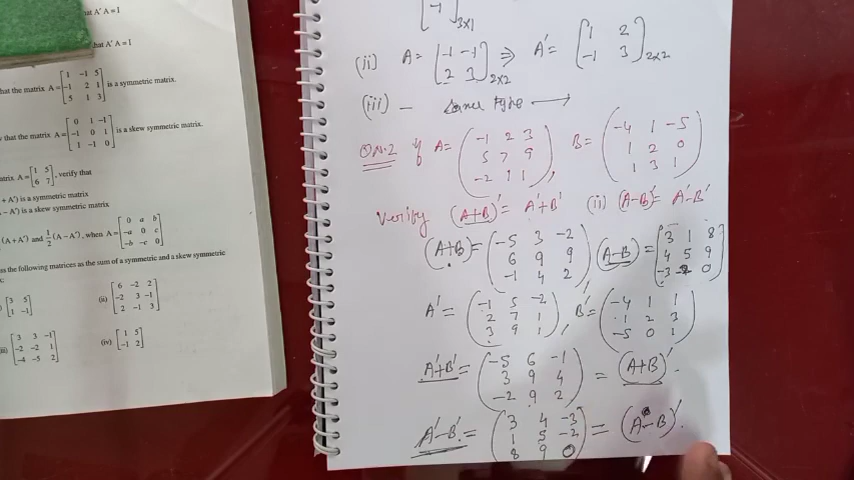 at A'A = I
hat A'A = I
hat the matrix A = [1 -1 5; -1 2 1; 5 1 3] is a symmetric matrix.
that the matrix A = [0 1 -1; -1 0 1; 1 -1 0] is a skew symmetric matrix.
atrix A = [1 5; 6 7], verify that
+ A') is a symmetric matrix
- A') is a skew symmetric matrix
(A + A') and 1/2 (A - A'), when A = [0 a b; -a 0 c; -b -c 0]
ss the following matrices as the sum of a symmetric and a skew symmetric
[3 5; 1 -1] (ii) [6 -2 2; -2 3 -1; 2 -1 3]
[3 3 -1; -2 -2 1; -4 -5 2] (iv) [1 5; -1 2]
-1] 3×1
(ii) A = [-1 -1; 2 3] 2×2 ⇒ A' = [1 2; -1 3] 2×2
(iii) - same type →
QN.2 if A = (-1 2 3; 5 7 9; -2 1 1), B = (-4 1 -5; 1 2 0; 1 3 1)
Verify (A+B)' = A'+B' (ii) (A-B)' = A'-B'
(A+B) = (-5 3 -2; 6 9 9; -1 4 2) (A-B) = [3 1 8; 4 5 9; -3 -2 0]
A' = (-1 5 -2; 2 7 1; 3 9 1), B' = (-4 1 1; 1 2 3; -5 0 1)
A'+B' = (-5 6 -1; 3 9 4; -2 9 2) = (A+B)'
A'-B' = (3 4 -3; 1 5 -2; 8 9 0) = (A-B)'.